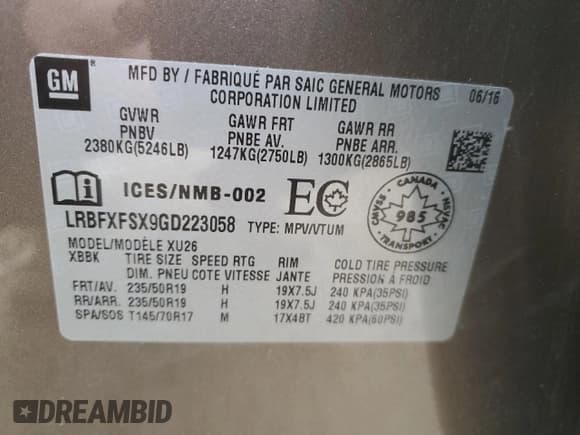 GM
MFD BY / FABRIQUÉ PAR SAIC GENERAL MOTORS
CORPORATION LIMITED
06/16
GVWR
PNBV
2380KG(5246LB)
GAWR FRT
PNBE AV.
1247KG(2750LB)
GAWR RR
PNBE ARR.
1300KG(2865LB)
ICES/NMB-002
EC
CANADA
CMVSS
985
NSVAC
TRANSPORT
LRBFXFSX9GD223058 TYPE: MPV/VTUM
MODEL/MODÈLE XU26
XBBK TIRE SIZE SPEED RTG RIM COLD TIRE PRESSURE
DIM. PNEU COTE VITESSE JANTE PRESSION À FROID
FRT/AV. 235/50R19 H 19X7.5J 240 KPA(35PSI)
RR/ARR. 235/50R19 H 19X7.5J 240 KPA(35PSI)
SPA/SOS T145/70R17 M 17X4BT 420 KPA(60PSI)
DREAMBID